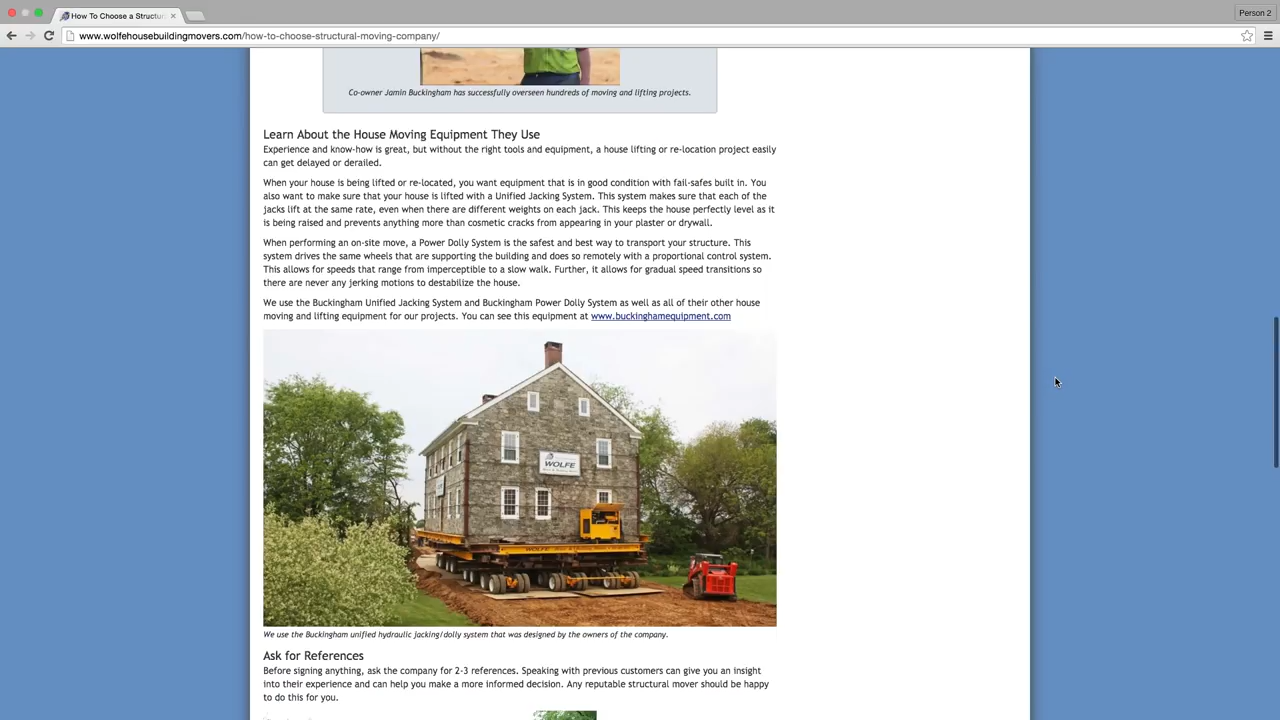 How To Choose a Structur
Person 2
www.wolfehousebuildingmovers.com/how-to-choose-structural-moving-company/
Co-owner Jamin Buckingham has successfully overseen hundreds of moving and lifting projects.
Learn About the House Moving Equipment They Use
Experience and know-how is great, but without the right tools and equipment, a house lifting or re-location project easily
can get delayed or derailed.
When your house is being lifted or re-located, you want equipment that is in good condition with fail-safes built in. You
also want to make sure that your house is lifted with a Unified Jacking System. This system makes sure that each of the
jacks lift at the same rate, even when there are different weights on each jack. This keeps the house perfectly level as it
is being raised and prevents anything more than cosmetic cracks from appearing in your plaster or drywall.
When performing an on-site move, a Power Dolly System is the safest and best way to transport your structure. This
system drives the same wheels that are supporting the building and does so remotely with a proportional control system.
This allows for speeds that range from imperceptible to a slow walk. Further, it allows for gradual speed transitions so
there are never any jerking motions to destabilize the house.
We use the Buckingham Unified Jacking System and Buckingham Power Dolly System as well as all of their other house
moving and lifting equipment for our projects. You can see this equipment at www.buckinghamequipment.com
WOLFE
WOLFE
We use the Buckingham unified hydraulic jacking/dolly system that was designed by the owners of the company.
Ask for References
Before signing anything, ask the company for 2-3 references. Speaking with previous customers can give you an insight
into their experience and can help you make a more informed decision. Any reputable structural mover should be happy
to do this for you.